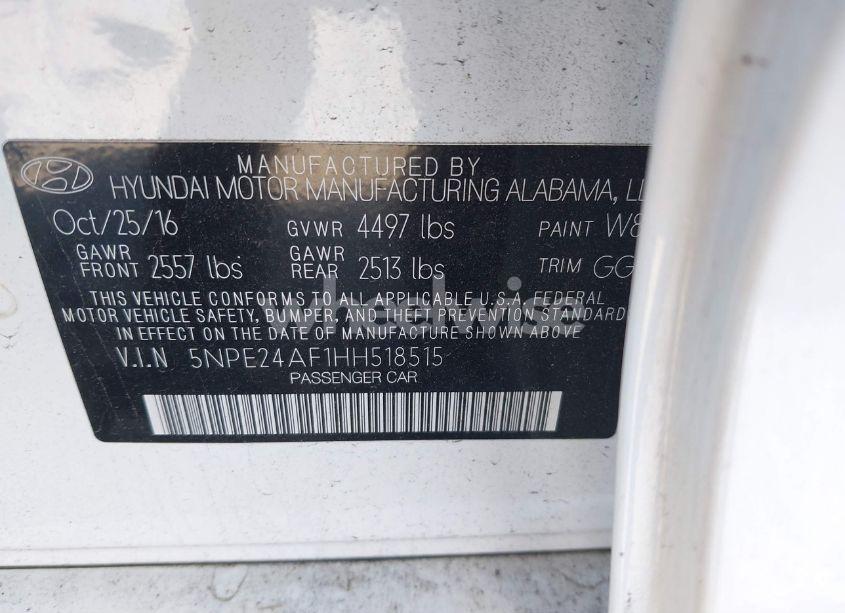 MANUFACTURED BY
HYUNDAI MOTOR MANUFACTURING ALABAMA,
Oct/25/16 GVWR 4497 lbs PAINT W8
GAWR FRONT 2557 lbs GAWR REAR 2513 lbs TRIM GG
THIS VEHICLE CONFORMS TO ALL APPLICABLE U.S.A. FEDERAL
MOTOR VEHICLE SAFETY, BUMPER, AND THEFT PREVENTION STANDARD
IN EFFECT ON THE DATE OF MANUFACTURE SHOWN ABOVE
V.I.N 5NPE24AF1HH518515
PASSENGER CAR
wheelwise